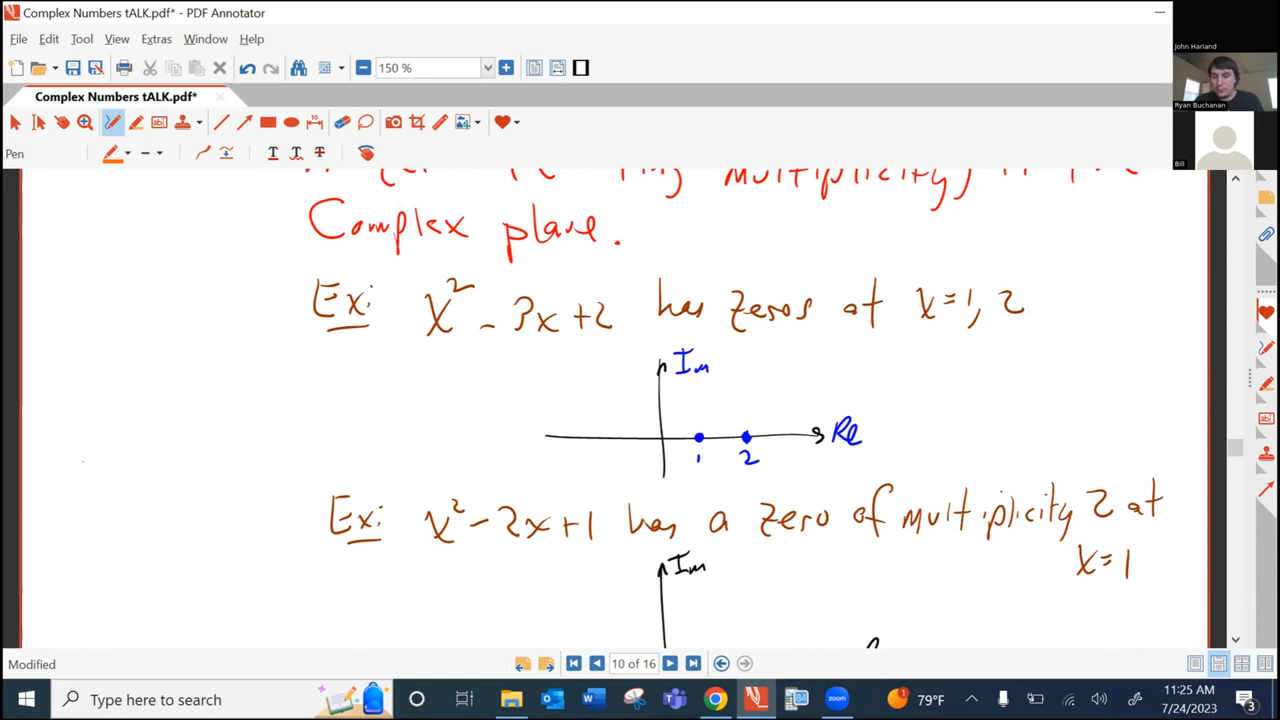 Complex Numbers tALK.pdf* - PDF Annotator
John Harland
File Edit Tool View Extras Window Help
150 %
Ryan Buchanan
Complex Numbers tALK.pdf*
Pen
Bill
multiplicity)
Complex plane.
Ex: x² - 3x+2 has zeros at x=1, 2
Im
Re
1 2
Ex: x² - 2x+1 has a zero of multiplicity 2 at
x=1
Im
Modified
10 of 16
Type here to search
1
79°F
11:25 AM
7/24/2023
3